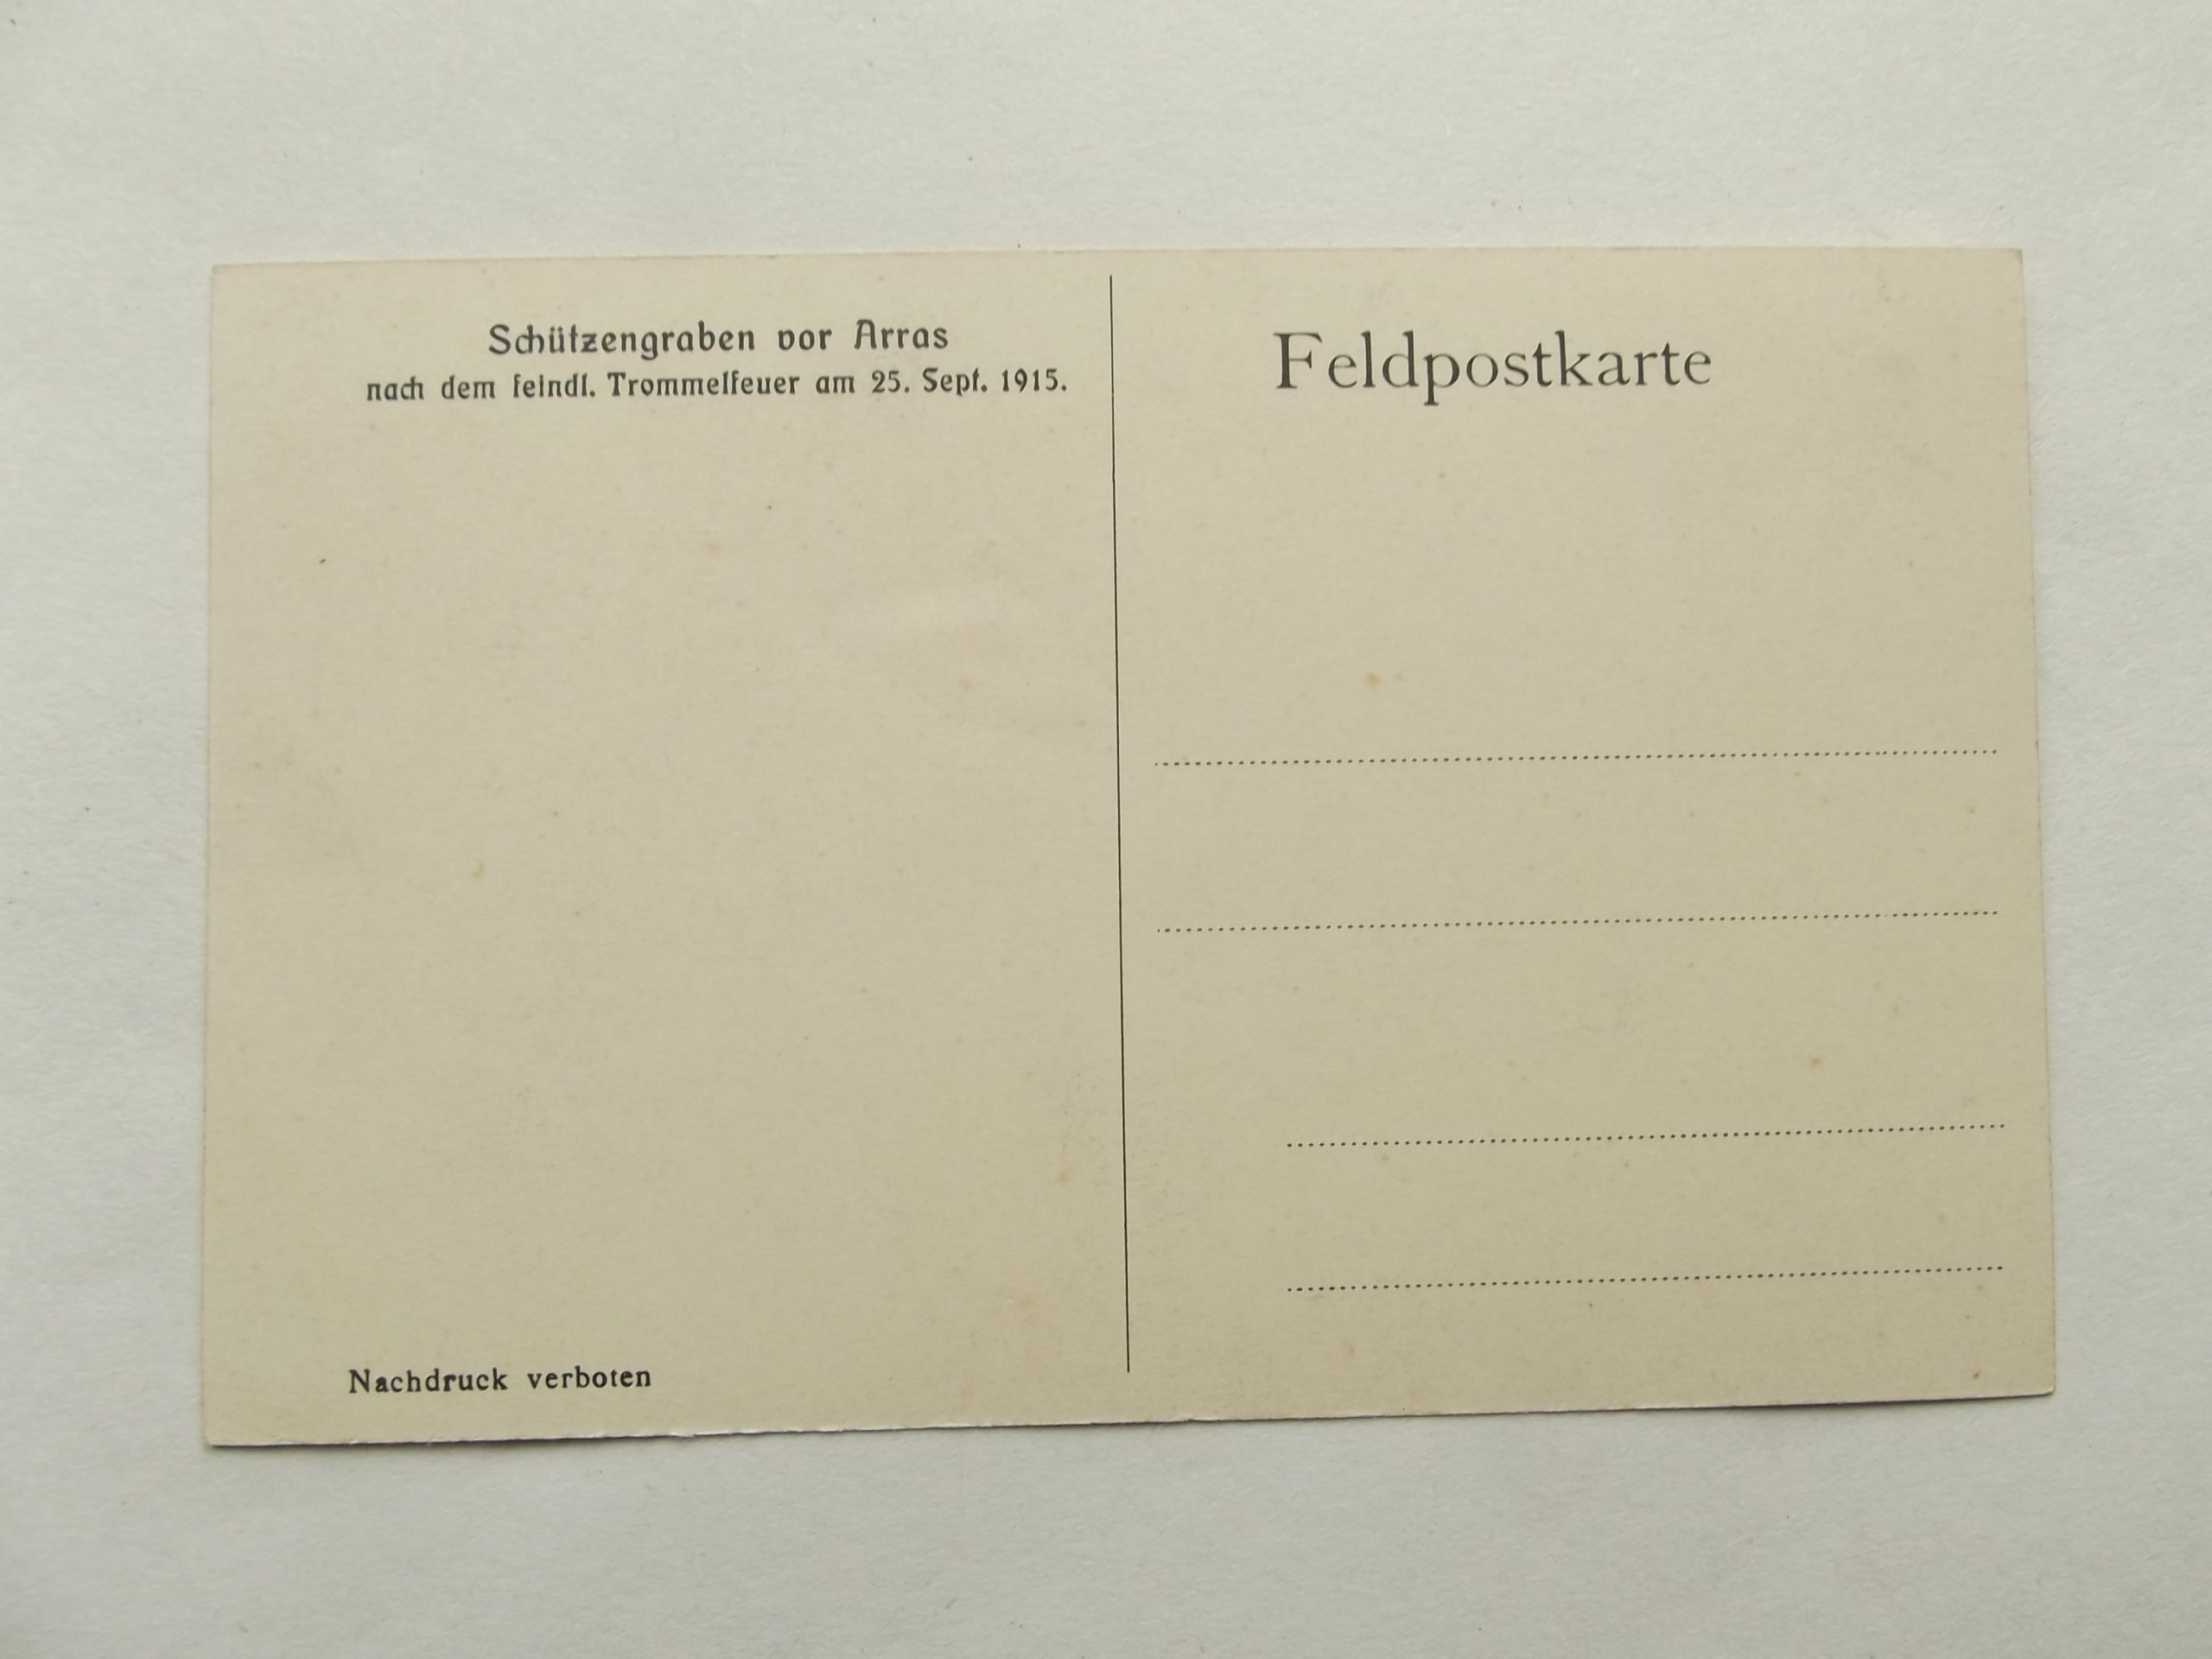 Schützengraben vor Arras
nach dem feindl. Trommelfeuer am 25. Sept. 1915.
Feldpostkarte
Nachdruck verboten